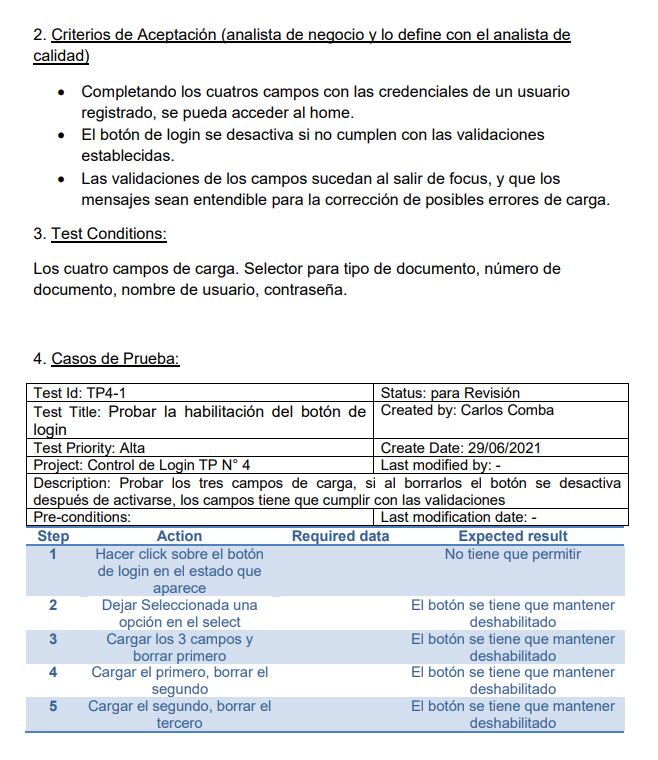 2. Criterios de Aceptación (analista de negocio y lo define con el analista de
calidad)
• Completando los cuatros campos con las credenciales de un usuario
registrado, se pueda acceder al home.
• El botón de login se desactiva si no cumplen con las validaciones
establecidas.
• Las validaciones de los campos sucedan al salir de focus, y que los
mensajes sean entendible para la corrección de posibles errores de carga.
3. Test Conditions:
Los cuatro campos de carga. Selector para tipo de documento, número de
documento, nombre de usuario, contraseña.
4. Casos de Prueba:
Test Id: TP4-1 Status: para Revisión
Test Title: Probar la habilitación del botón de Created by: Carlos Comba
login
Test Priority: Alta Create Date: 29/06/2021
Project: Control de Login TP N° 4 Last modified by: -
Description: Probar los tres campos de carga, si al borrarlos el botón se desactiva
después de activarse, los campos tiene que cumplir con las validaciones
Pre-conditions: Last modification date: -
Step Action Required data Expected result
1 Hacer click sobre el botón No tiene que permitir
de login en el estado que
aparece
2 Dejar Seleccionada una El botón se tiene que mantener
opción en el select deshabilitado
3 Cargar los 3 campos y El botón se tiene que mantener
borrar primero deshabilitado
4 Cargar el primero, borrar el El botón se tiene que mantener
segundo deshabilitado
5 Cargar el segundo, borrar el El botón se tiene que mantener
tercero deshabilitado